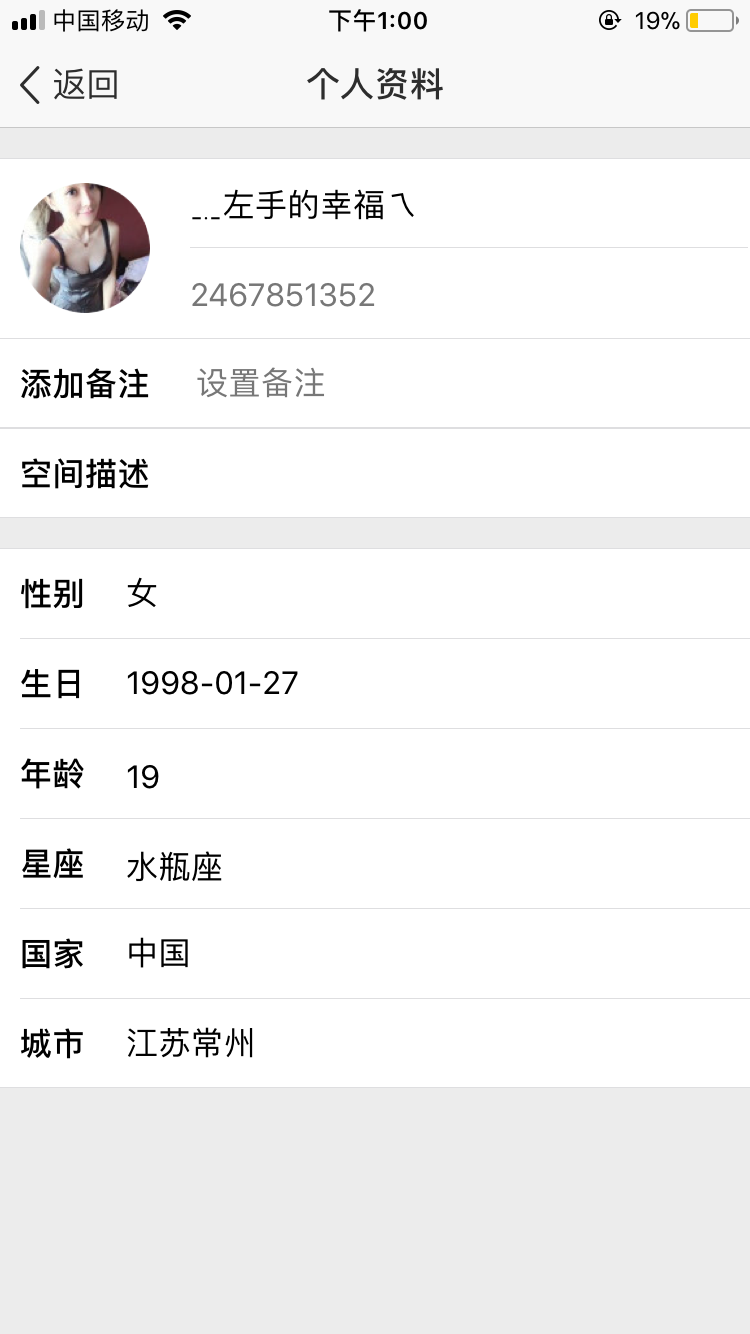 中国移动 下午1:00 19%
返回 个人资料
﹎左手的幸福ㄟ
2467851352
添加备注 设置备注
空间描述
性别 女
生日 1998-01-27
年龄 19
星座 水瓶座
国家 中国
城市 江苏常州